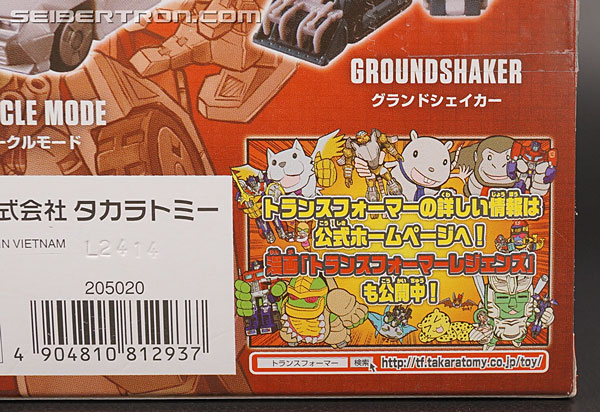 SEIBERTRON.COM
GROUNDSHAKER
グランドシェイカー
CLE MODE
ークルモード
トランスフォーマーの詳しい情報は
公式ホームページへ!
漫画「トランスフォーマーレジェンズ」
も公開中!
式会社 タカラトミー
IN VIETNAM L2414
205020
4 904810 812937
トランスフォーマー 検索 http://tf.takaratomy.co.jp/toy/